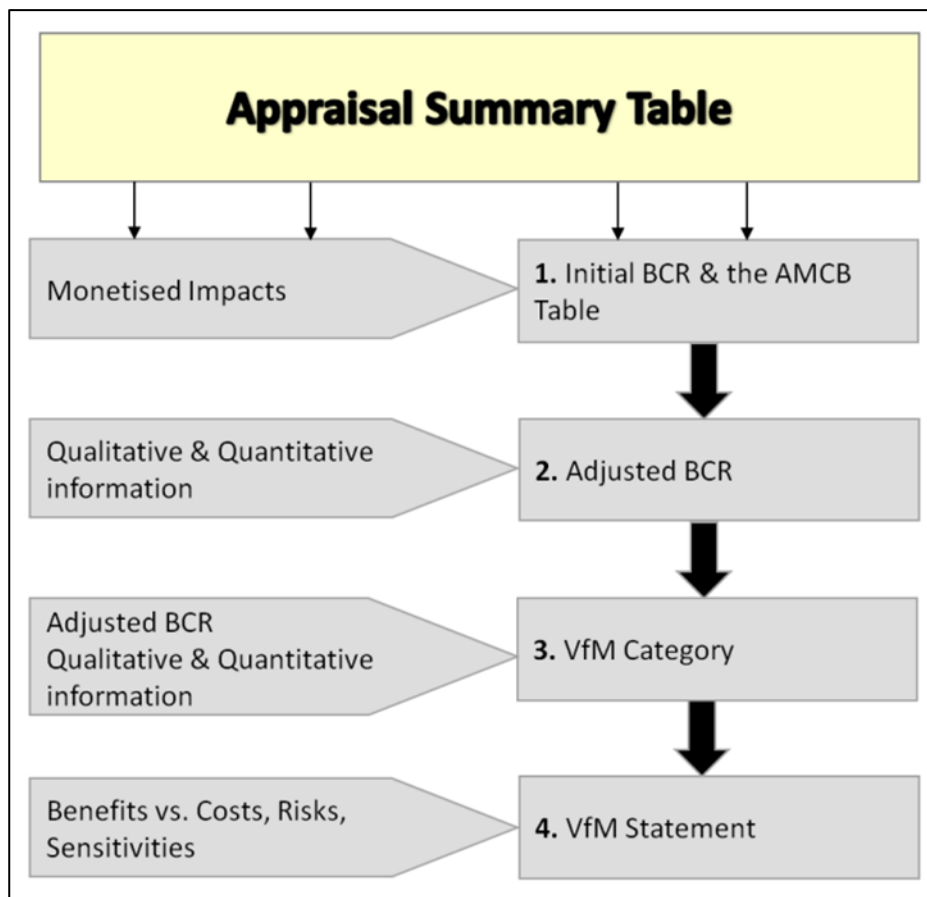 Appraisal Summary Table
Monetised Impacts
1. Initial BCR & the AMCB
Table
Qualitative & Quantitative
information
2. Adjusted BCR
Adjusted BCR
Qualitative & Quantitative
information
3. VfM Category
Benefits vs. Costs, Risks,
Sensitivities
4. VfM Statement